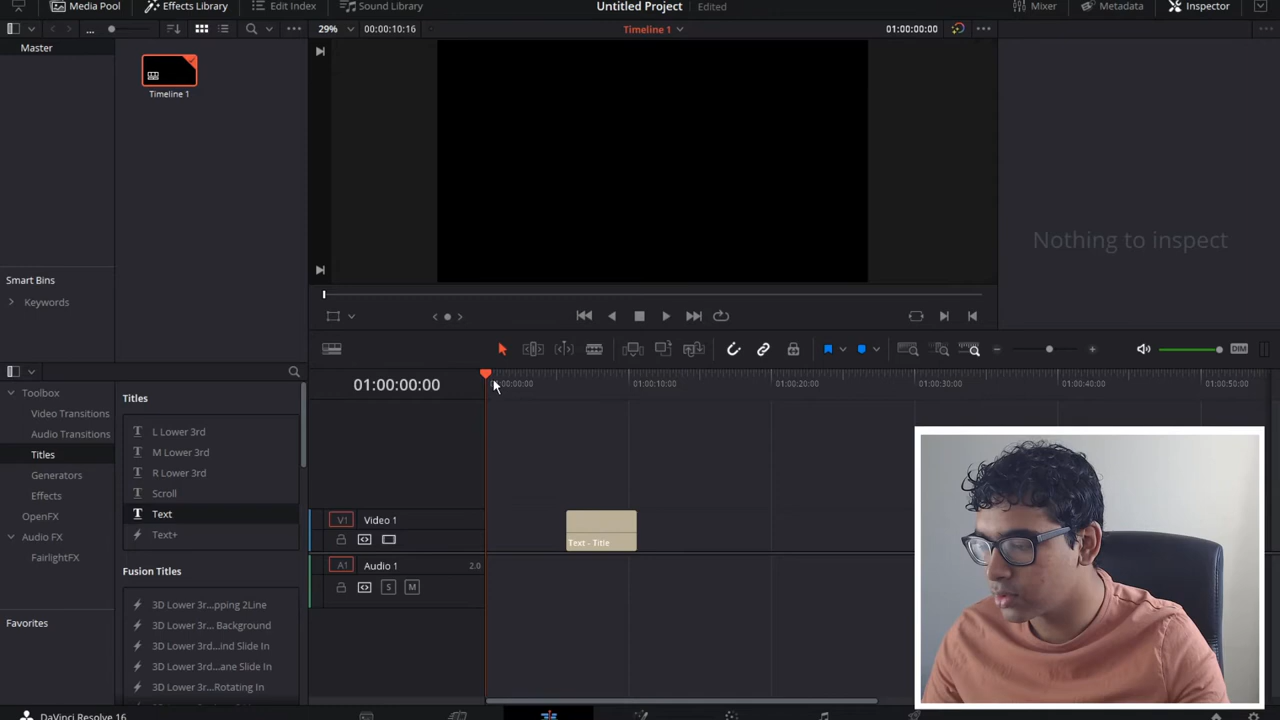 Media Pool
Effects Library
Edit Index
Sound Library
Untitled Project
Edited
Mixer
Metadata
Inspector
...
29%
00:00:10:16
Timeline 1
01:00:00:00
Master
Timeline 1
Nothing to inspect
Smart Bins
Keywords
DIM
01:00:00:00
01:00:00:00
01:00:10:00
01:00:20:00
01:00:30:00
01:00:40:00
01:00:50:00
Toolbox
Video Transitions
Audio Transitions
Titles
Generators
Effects
OpenFX
Audio FX
FairlightFX
Favorites
Titles
L Lower 3rd
M Lower 3rd
R Lower 3rd
Scroll
Text
Text+
Fusion Titles
3D Lower 3r...pping 2Line
3D Lower 3r... Background
3D Lower 3rd...ind Slide In
3D Lower 3rd...ane Slide In
3D Lower 3r...Rotating In
V1
Video 1
Text - Title
A1
Audio 1
2.0
S
M
DaVinci Resolve 16